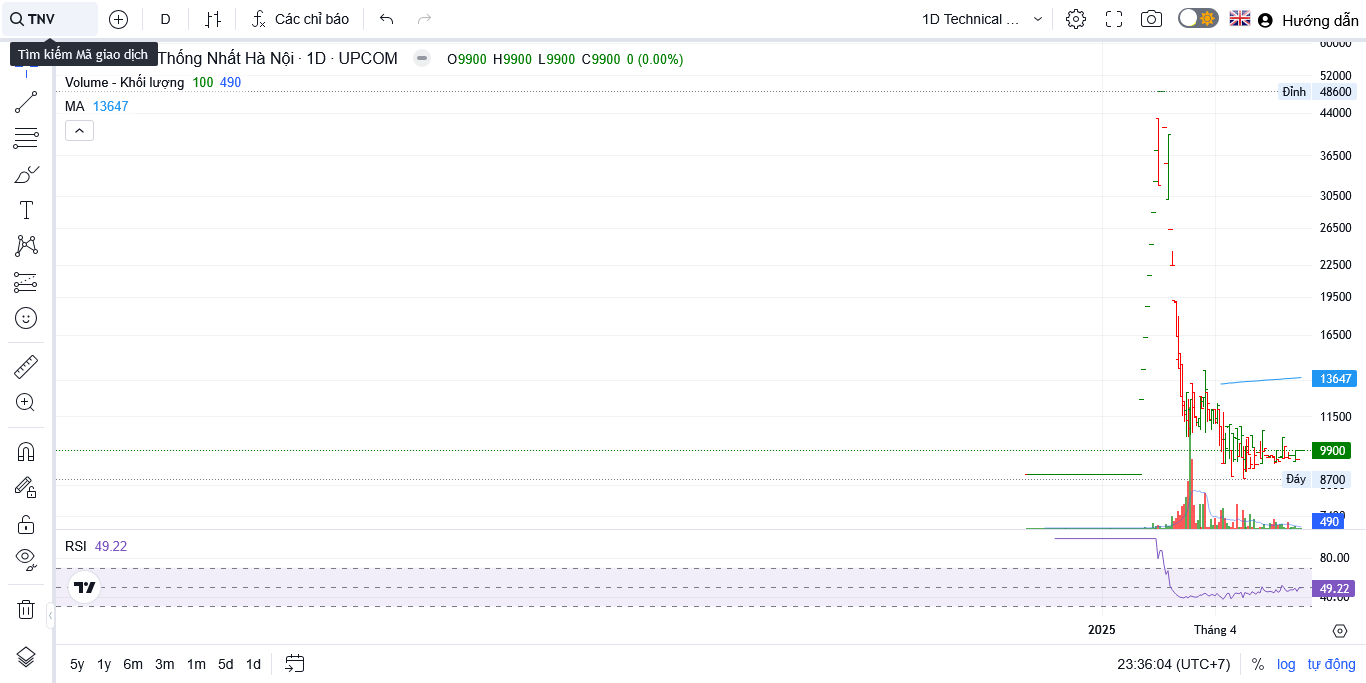 TNV D Các chỉ báo 1D Technical ... Hướng dẫn
Tìm kiếm Mã giao dịch
Thống Nhất Hà Nội · 1D · UPCOM O9900 H9900 L9900 C9900 0 (0.00%)
Volume - Khối lượng 100 490
MA 13647
60000
52000
Đỉnh 48600
44000
36500
30500
26500
22500
19500
16500
13647
11500
9900
Đáy 8700
490
RSI 49.22
80.00
49.22
40.00
2025 Tháng 4
5y 1y 6m 3m 1m 5d 1d 23:36:04 (UTC+7) % log tự động